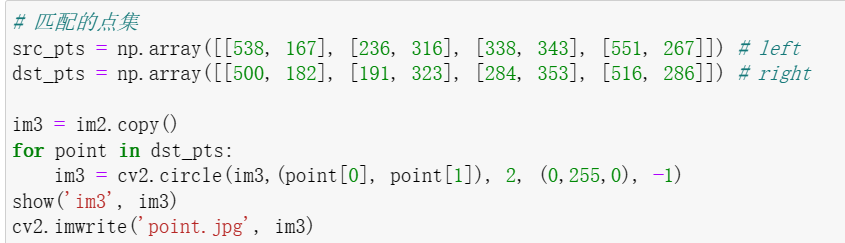 # 匹配的点集
src_pts = np.array([[538, 167], [236, 316], [338, 343], [551, 267]]) # left
dst_pts = np.array([[500, 182], [191, 323], [284, 353], [516, 286]]) # right

im3 = im2.copy()
for point in dst_pts:
    im3 = cv2.circle(im3,(point[0], point[1]), 2, (0,255,0), -1)
show('im3', im3)
cv2.imwrite('point.jpg', im3)